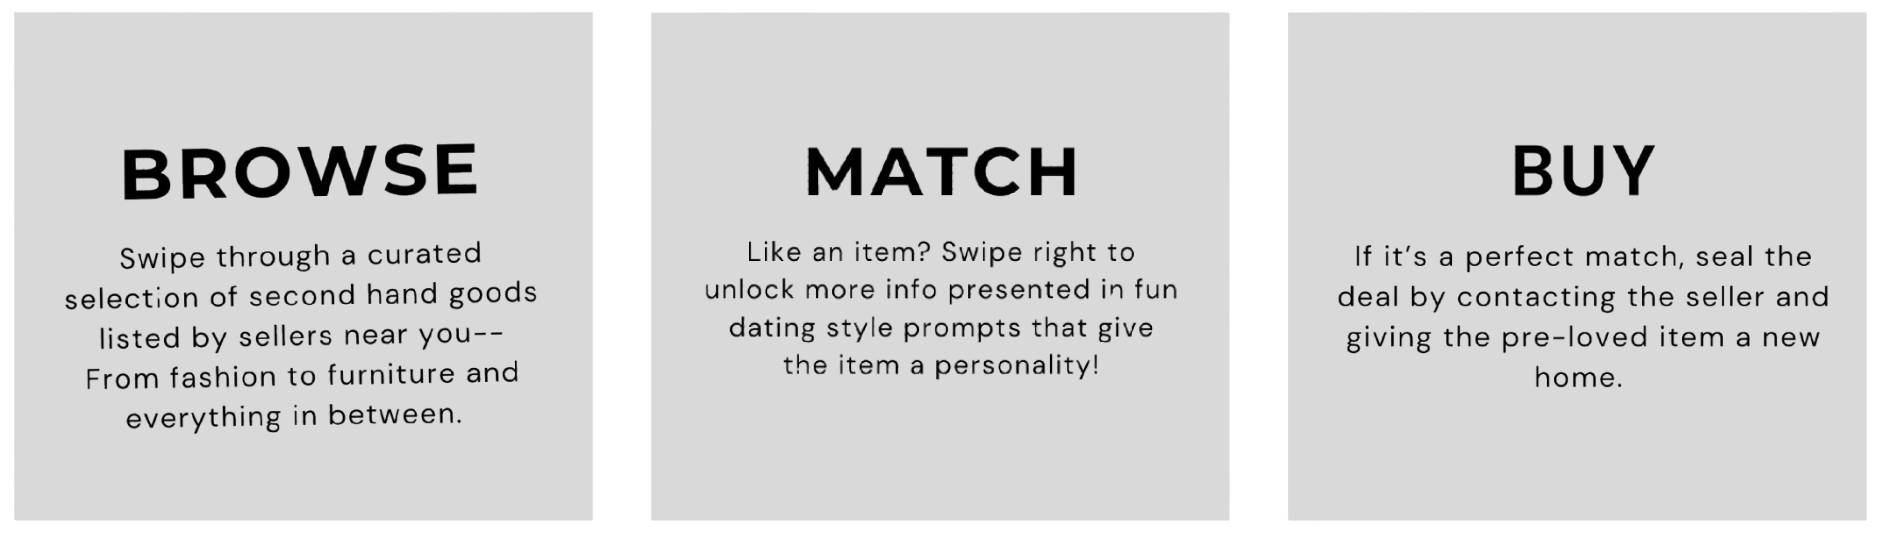 BROWSE
Swipe through a curated
selection of second hand goods
listed by sellers near you--
From fashion to furniture and
everything in between.
MATCH
Like an item? Swipe right to
unlock more info presented in fun
dating style prompts that give
the item a personality!
BUY
If it’s a perfect match, seal the
deal by contacting the seller and
giving the pre-loved item a new
home.